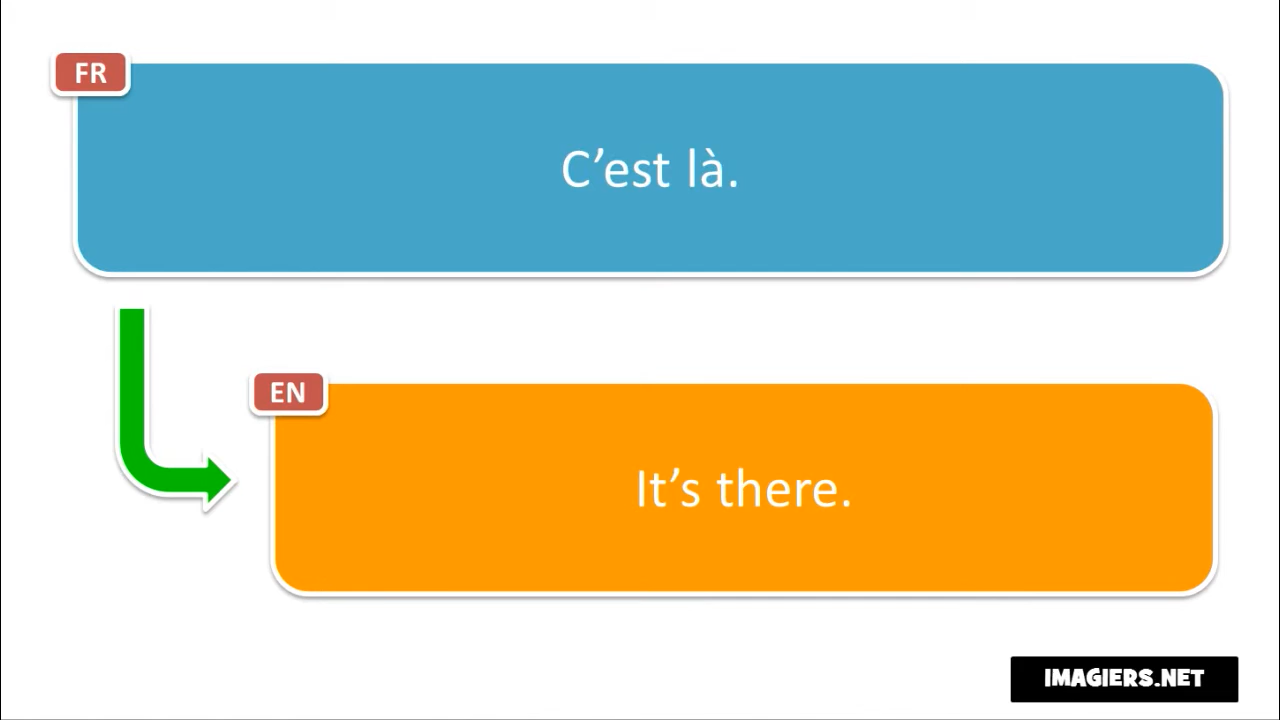 FR
C’est là.
EN
It’s there.
IMAGIERS.NET